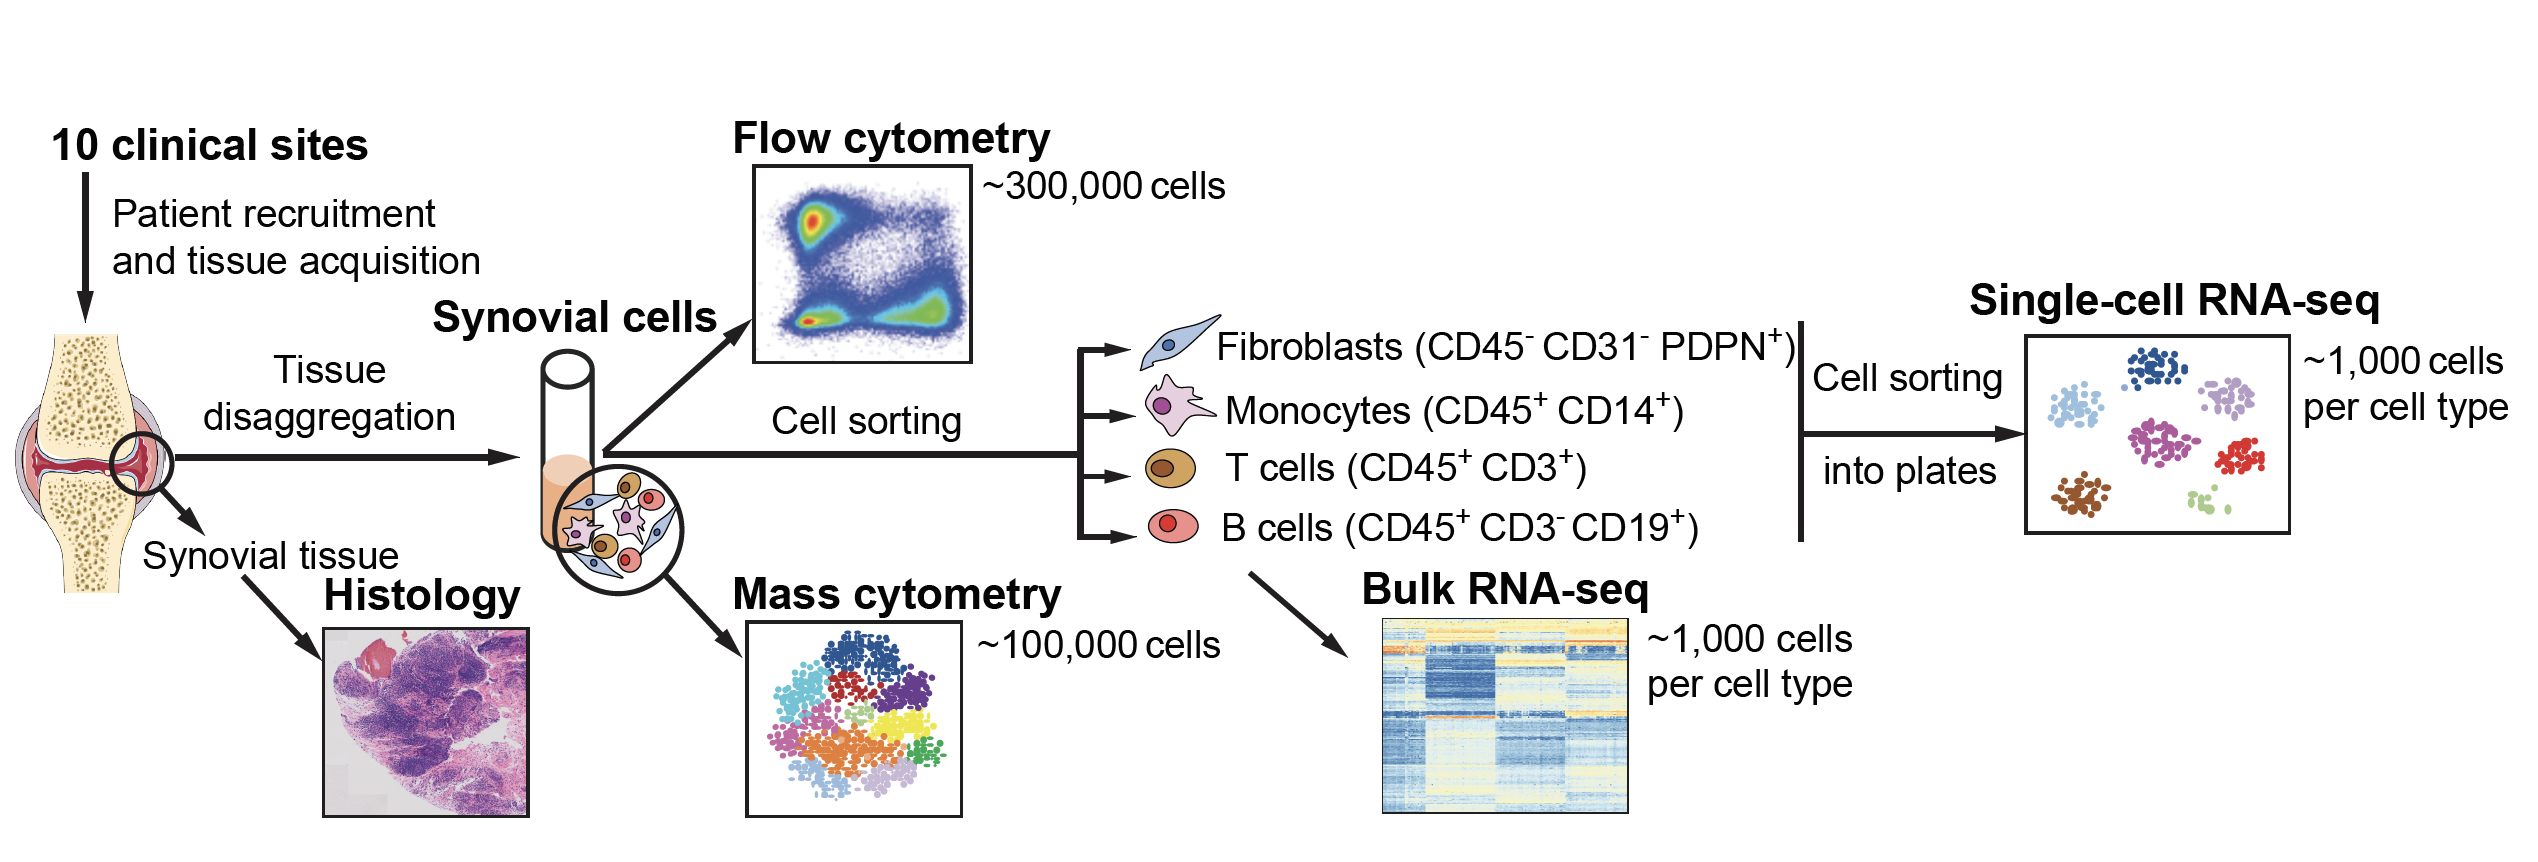 10 clinical sites
Patient recruitment
and tissue acquisition
Tissue
disaggregation
Synovial tissue
Histology
Synovial cells
Flow cytometry
~300,000 cells
Cell sorting
Mass cytometry
~100,000 cells
Fibroblasts (CD45⁻ CD31⁻ PDPN⁺)
Monocytes (CD45⁺ CD14⁺)
T cells (CD45⁺ CD3⁺)
B cells (CD45⁺ CD3⁻ CD19⁺)
Bulk RNA-seq
~1,000 cells
per cell type
Cell sorting
into plates
Single-cell RNA-seq
~1,000 cells
per cell type